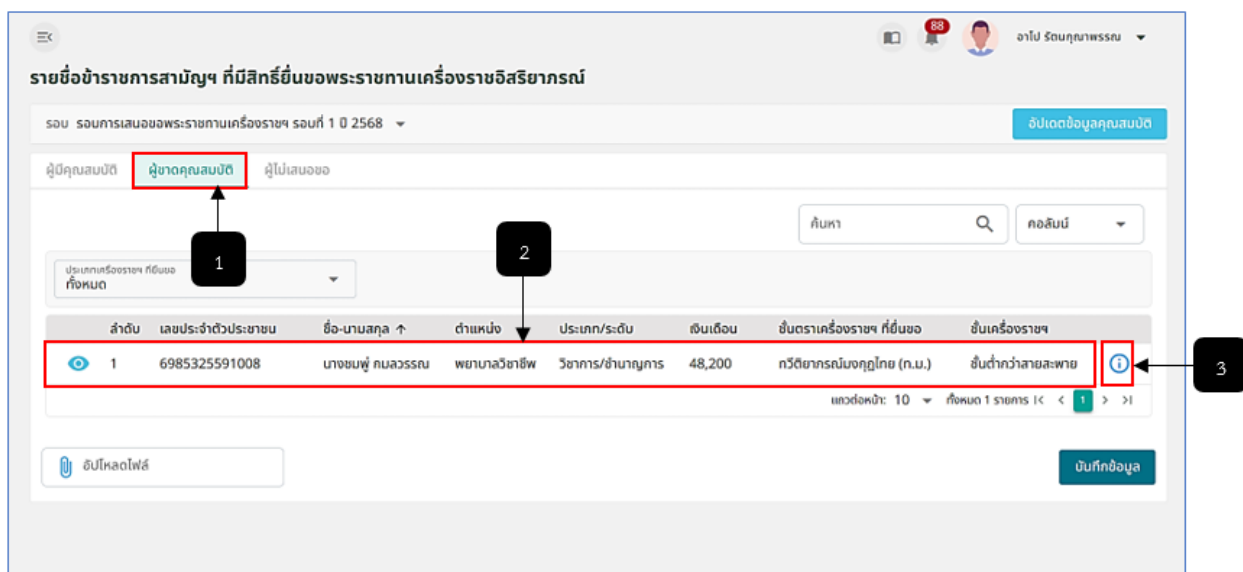 88
อาโป รัตนกุญาพรรณ
รายชื่อข้าราชการสามัญฯ ที่มีสิทธิ์ยื่นขอพระราชทานเครื่องราชอิสริยาภรณ์
รอบ รอบการเสนอขอพระราชทานเครื่องราชฯ รอบที่ 1 ปี 2568
อัปเดตข้อมูลคุณสมบัติ
ผู้มีคุณสมบัติ ผู้ขาดคุณสมบัติ ผู้ไม่เสนอขอ
ค้นหา
คอลัมน์
1
2
ประเภทเครื่องราชฯ ที่ยื่นขอ
ทั้งหมด
ลำดับ เลขประจำตัวประชาชน ชื่อ-นามสกุล ตำแหน่ง ประเภท/ระดับ เงินเดือน ชั้นตราเครื่องราชฯ ที่ยื่นขอ ชั้นเครื่องราชฯ
1 6985325591008 นางชมพู่ กมลวรรณ พยาบาลวิชาชีพ วิชาการ/ชำนาญการ 48,200 ทวีติยาภรณ์มงกุฎไทย (ท.ม.) ชั้นต่ำกว่าสายสะพาย
3
แถวต่อหน้า: 10 ทั้งหมด 1 รายการ 1
อัปโหลดไฟล์
บันทึกข้อมูล